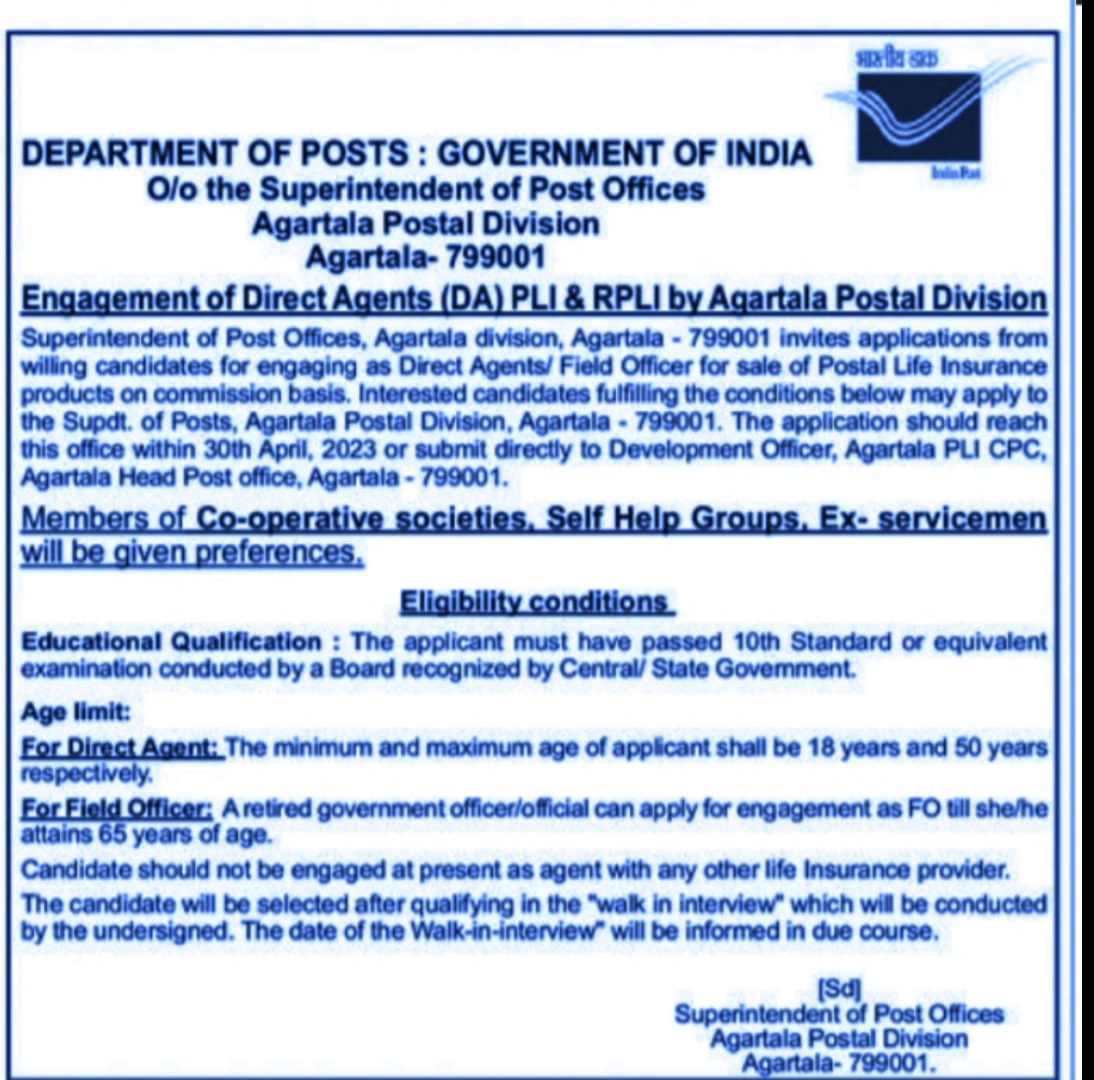 भारतीय डाक
India Post
DEPARTMENT OF POSTS : GOVERNMENT OF INDIA
O/o the Superintendent of Post Offices
Agartala Postal Division
Agartala- 799001
Engagement of Direct Agents (DA) PLI & RPLI by Agartala Postal Division
Superintendent of Post Offices, Agartala division, Agartala - 799001 invites applications from
willing candidates for engaging as Direct Agents/ Field Officer for sale of Postal Life Insurance
products on commission basis. Interested candidates fulfilling the conditions below may apply to
the Supdt. of Posts, Agartala Postal Division, Agartala - 799001. The application should reach
this office within 30th April, 2023 or submit directly to Development Officer, Agartala PLI CPC,
Agartala Head Post office, Agartala - 799001.
Members of Co-operative societies, Self Help Groups, Ex- servicemen
will be given preferences.
Eligibility conditions
Educational Qualification : The applicant must have passed 10th Standard or equivalent
examination conducted by a Board recognized by Central/ State Government.
Age limit:
For Direct Agent: The minimum and maximum age of applicant shall be 18 years and 50 years
respectively.
For Field Officer: A retired government officer/official can apply for engagement as FO till she/he
attains 65 years of age.
Candidate should not be engaged at present as agent with any other life Insurance provider.
The candidate will be selected after qualifying in the "walk in interview" which will be conducted
by the undersigned. The date of the Walk-in-interview" will be informed in due course.
[Sd]
Superintendent of Post Offices
Agartala Postal Division
Agartala- 799001.